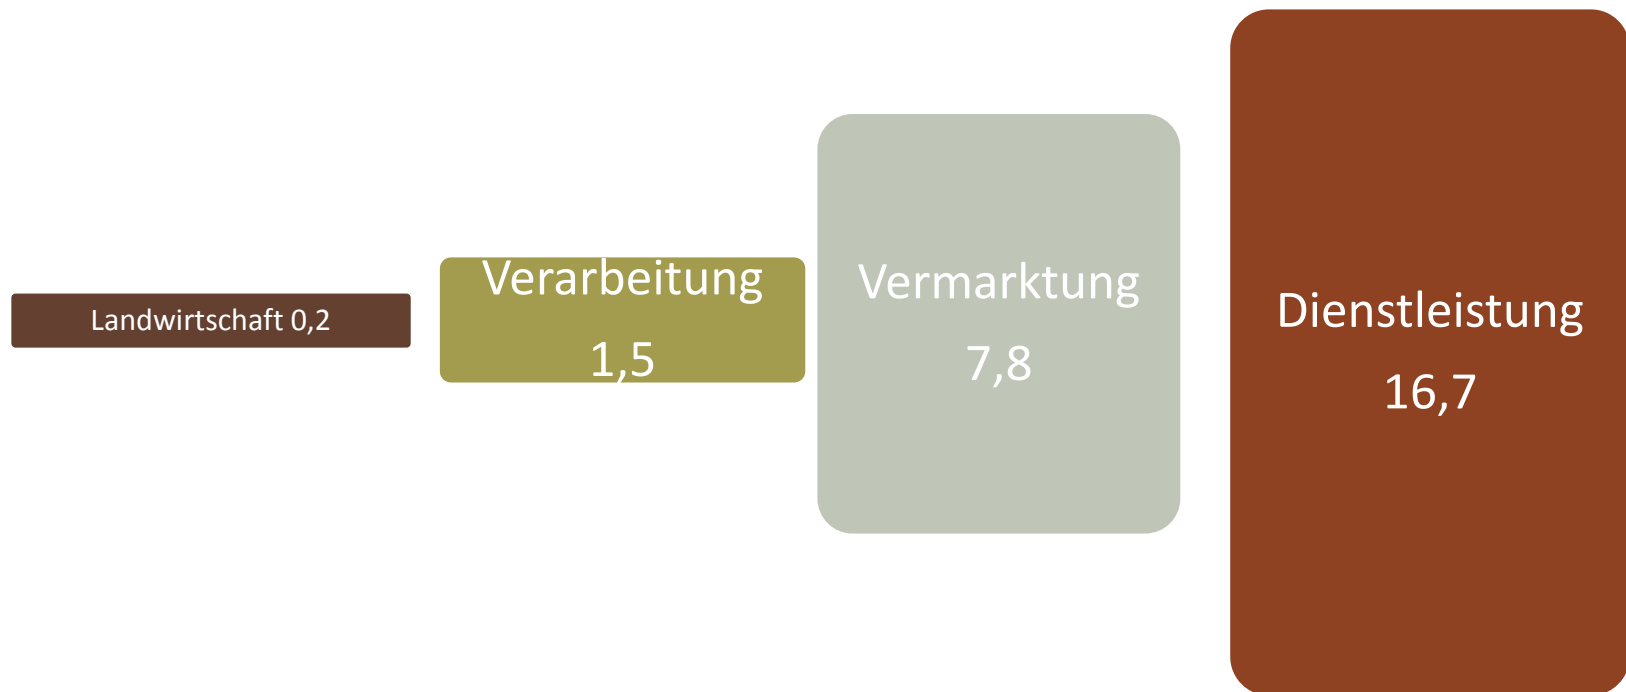 Landwirtschaft 0,2
Verarbeitung
1,5
Vermarktung
7,8
Dienstleistung
16,7